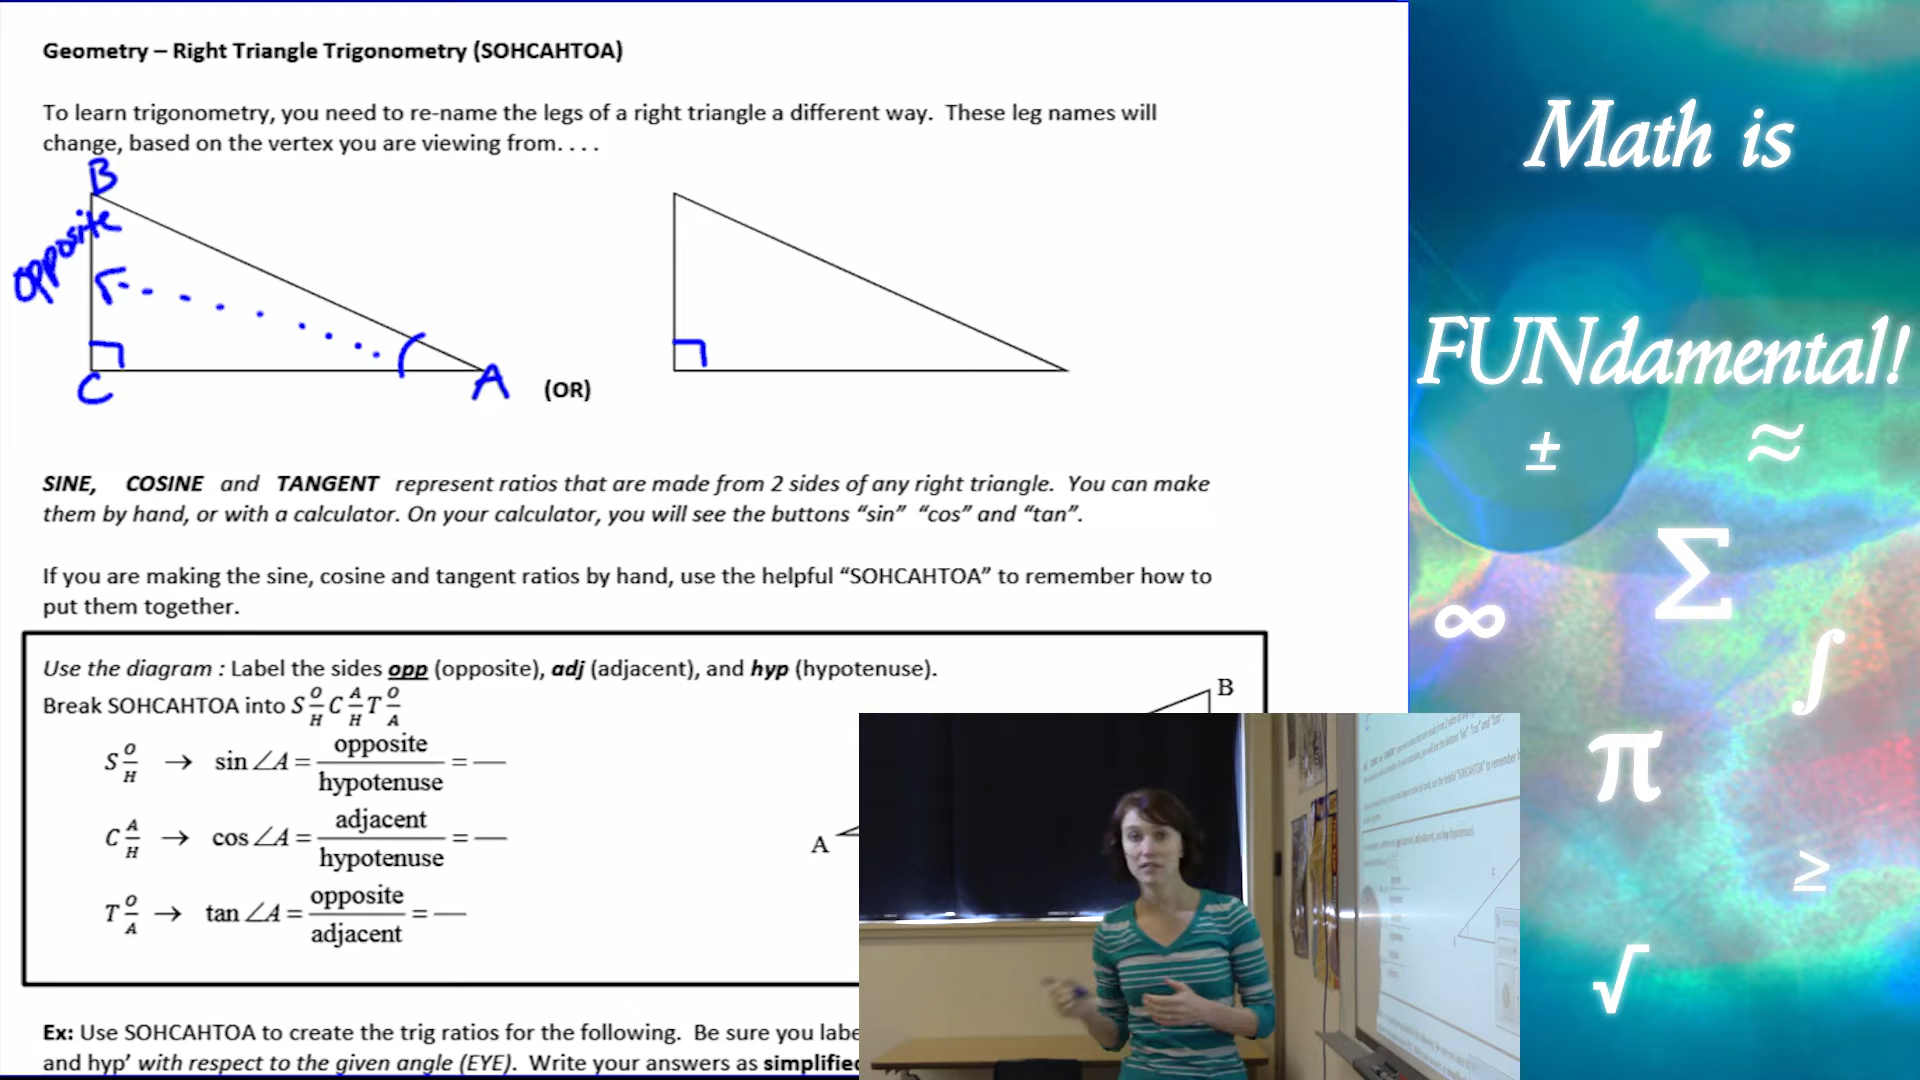 Geometry – Right Triangle Trigonometry (SOHCAHTOA)
To learn trigonometry, you need to re-name the legs of a right triangle a different way. These leg names will
change, based on the vertex you are viewing from. . . .
B
opposite
C
A
(OR)
SINE, COSINE and TANGENT represent ratios that are made from 2 sides of any right triangle. You can make
them by hand, or with a calculator. On your calculator, you will see the buttons “sin” “cos” and “tan”.
If you are making the sine, cosine and tangent ratios by hand, use the helpful “SOHCAHTOA” to remember how to
put them together.
Use the diagram : Label the sides opp (opposite), adj (adjacent), and hyp (hypotenuse).
Break SOHCAHTOA into S O/H C A/H T O/A
S O/H → sin ∠A = opposite/hypotenuse = —
C A/H → cos ∠A = adjacent/hypotenuse = —
T O/A → tan ∠A = opposite/adjacent = —
B
A
Ex: Use SOHCAHTOA to create the trig ratios for the following. Be sure you labe
and hyp’ with respect to the given angle (EYE). Write your answers as simplified
Math is
FUNdamental!
± ≈
Σ
∞
∫
π
≥
√